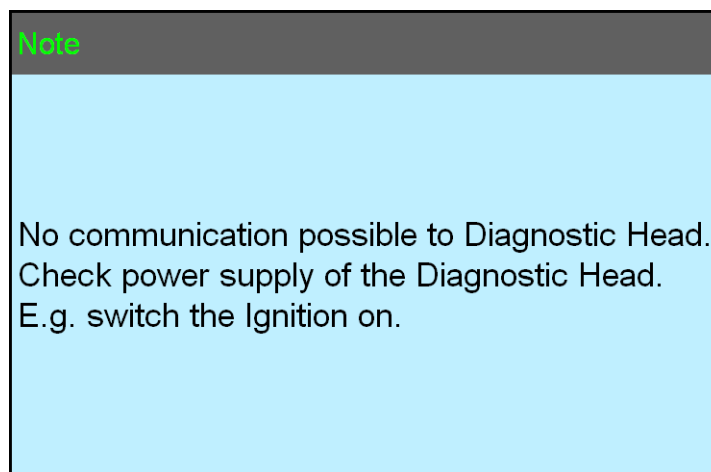 Note
No communication possible to Diagnostic Head.
Check power supply of the Diagnostic Head.
E.g. switch the Ignition on.